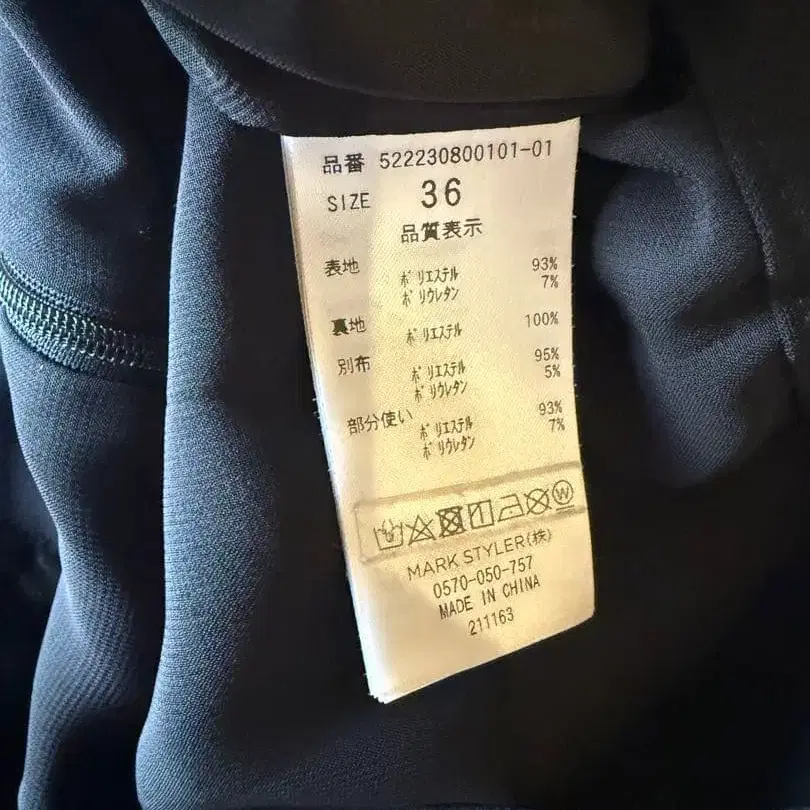 品番 522230800101-01
SIZE 36
品質表示
表地 ﾎﾟﾘｴｽﾃﾙ 93%
ﾎﾟﾘｳﾚﾀﾝ 7%
裏地 ﾎﾟﾘｴｽﾃﾙ 100%
別布 ﾎﾟﾘｴｽﾃﾙ 95%
ﾎﾟﾘｳﾚﾀﾝ 5%
部分使い ﾎﾟﾘｴｽﾃﾙ 93%
ﾎﾟﾘｳﾚﾀﾝ 7%
W
MARK STYLER(株)
0570-050-757
MADE IN CHINA
211163